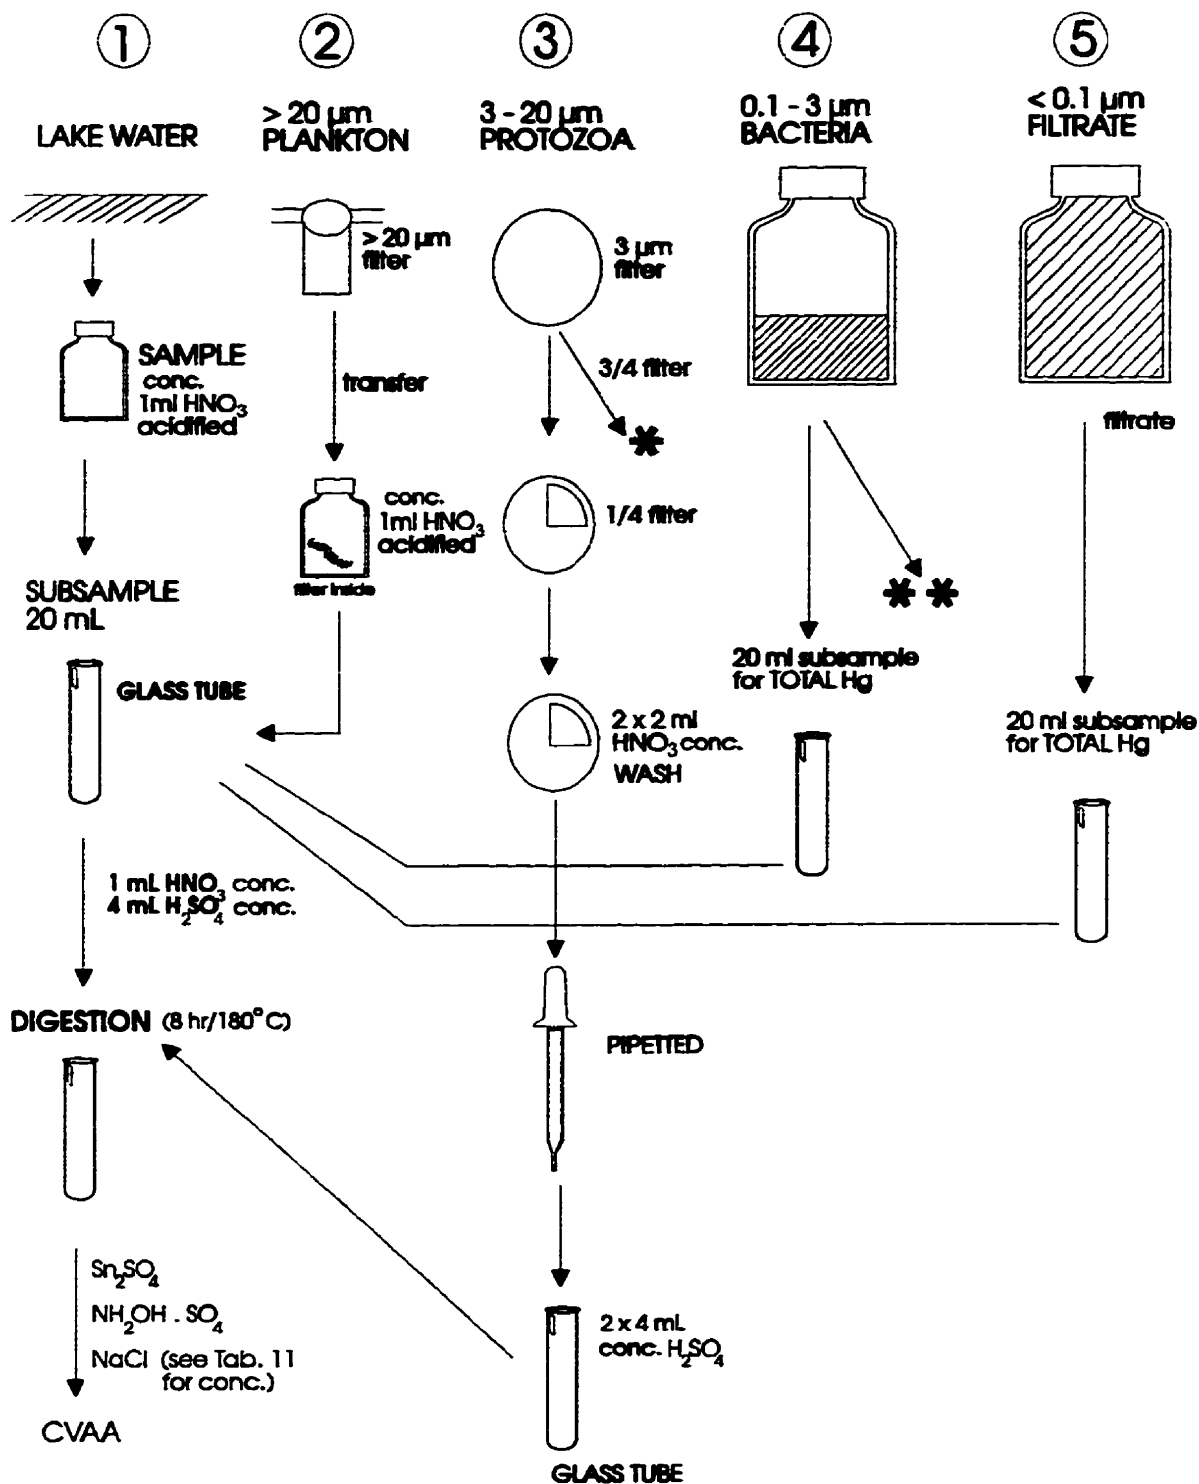 1
LAKE WATER
SAMPLE
conc.
1ml HNO₃
acidified
SUBSAMPLE
20 mL
GLASS TUBE
1 mL HNO₃ conc.
4 mL H₂SO₄ conc.
DIGESTION (8 hr/180°C)
Sn₂SO₄
NH₂OH . SO₄
NaCl (see Tab. 11
for conc.)
CVAA
2
> 20 µm
PLANKTON
> 20 µm
filter
transfer
conc.
1ml HNO₃
acidified
filter inside
3
3 - 20 µm
PROTOZOA
3 µm
filter
3/4 filter
*
1/4 filter
2 x 2 ml
HNO₃ conc.
WASH
PIPETTED
2 x 4 mL
conc. H₂SO₄
GLASS TUBE
4
0.1 - 3 µm
BACTERIA
* *
20 ml subsample
for TOTAL Hg
5
< 0.1 µm
FILTRATE
filtrate
20 ml subsample
for TOTAL Hg